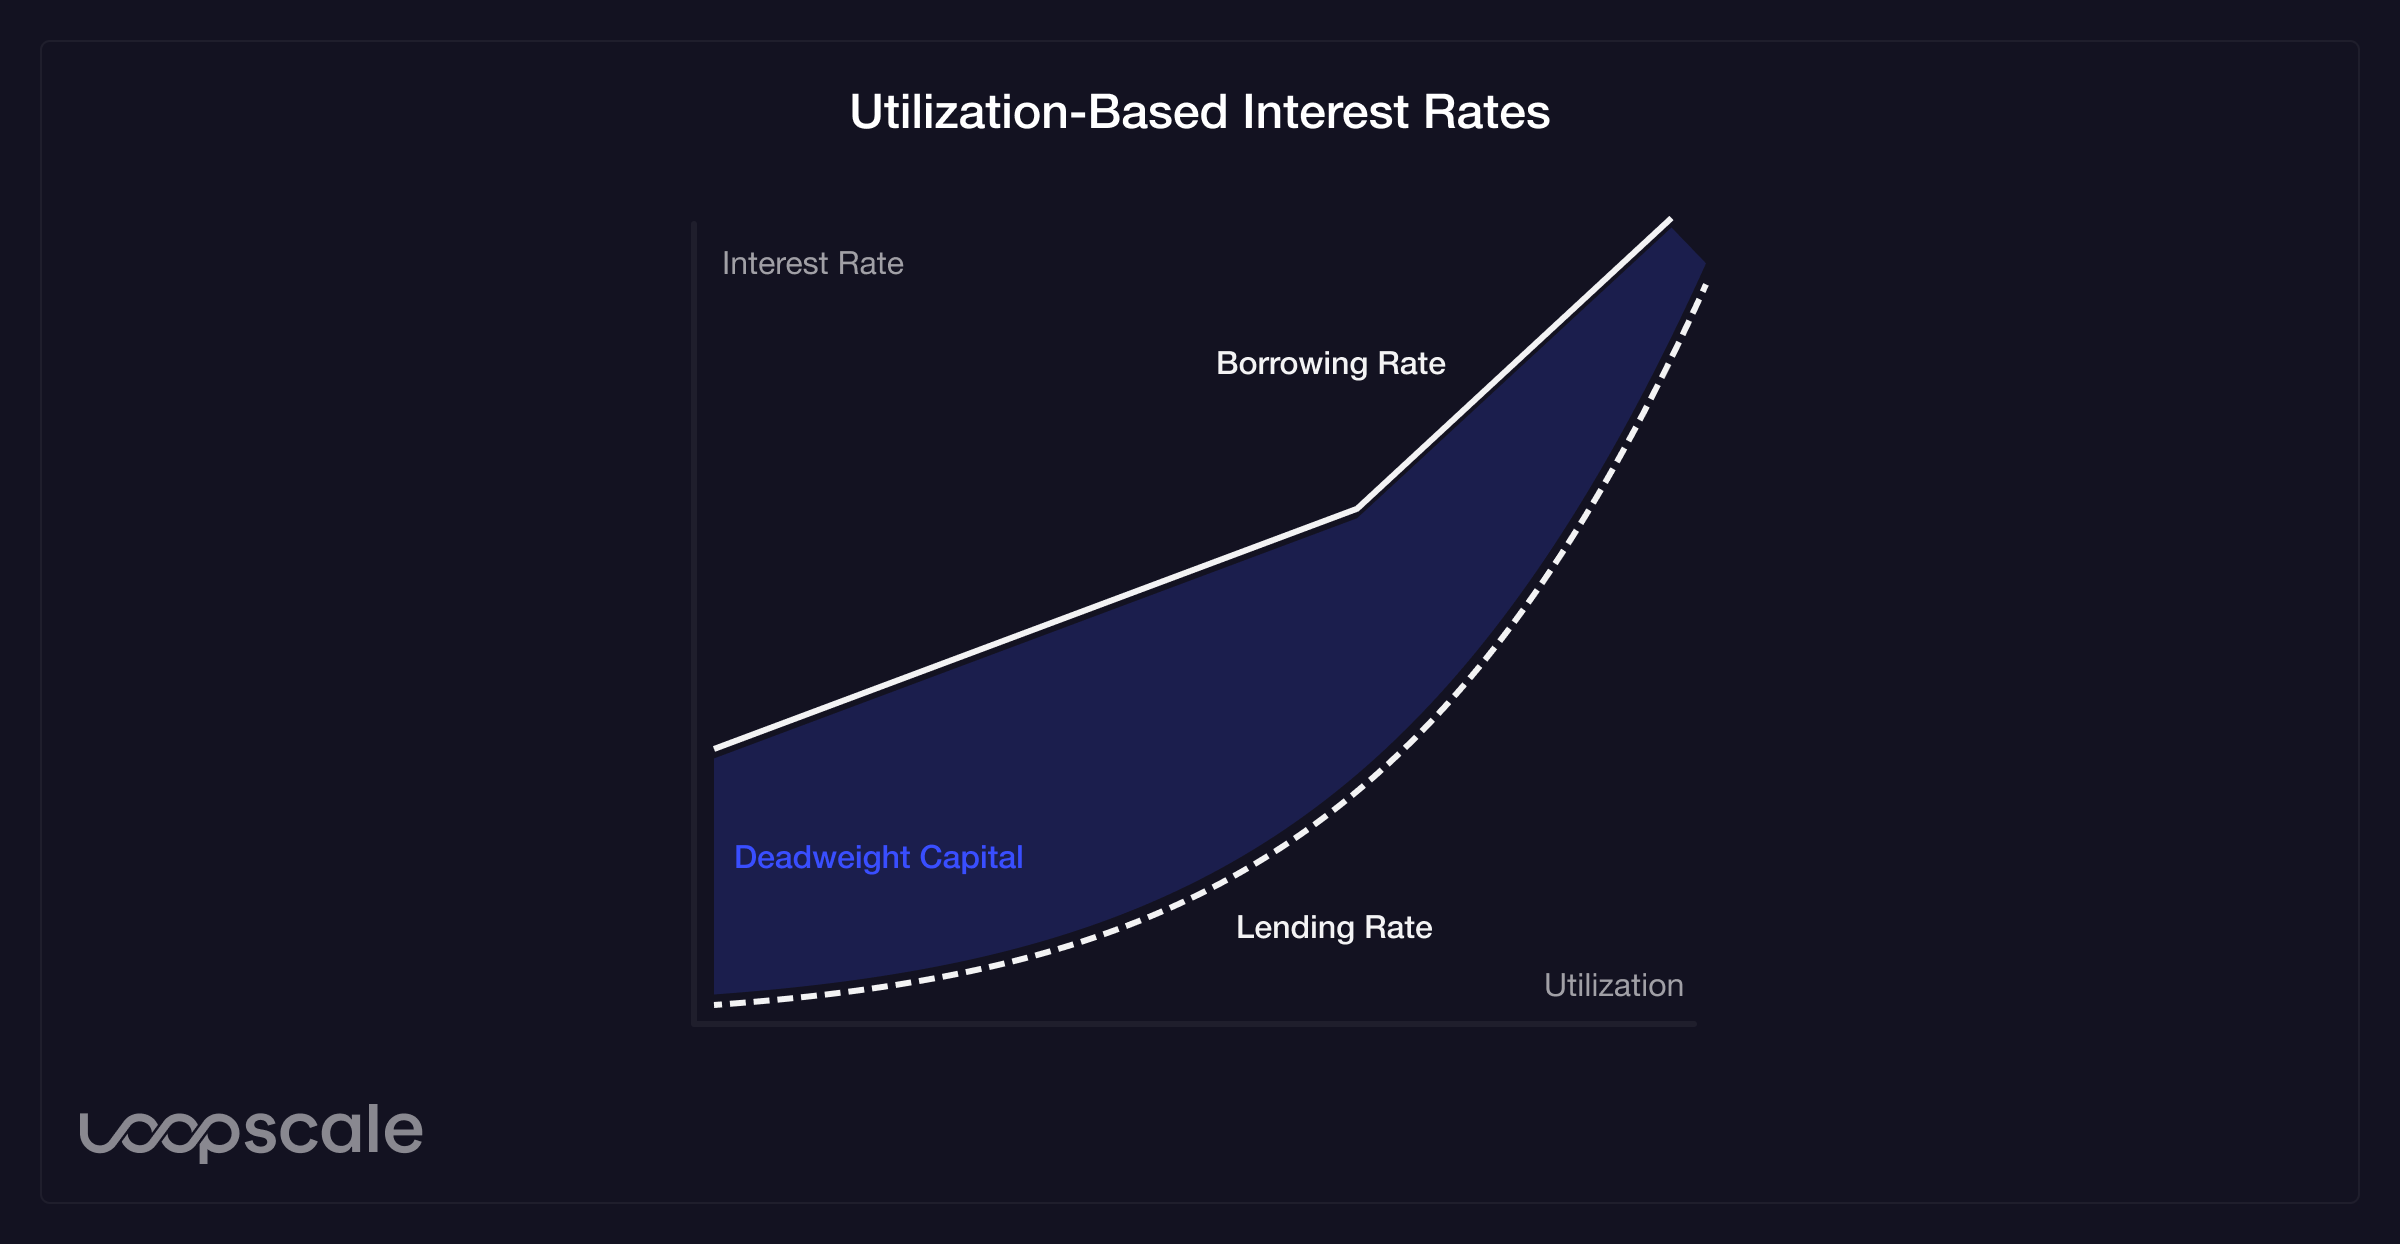 Utilization-Based Interest Rates
Interest Rate
Borrowing Rate
Deadweight Capital
Lending Rate
Utilization
loopscale